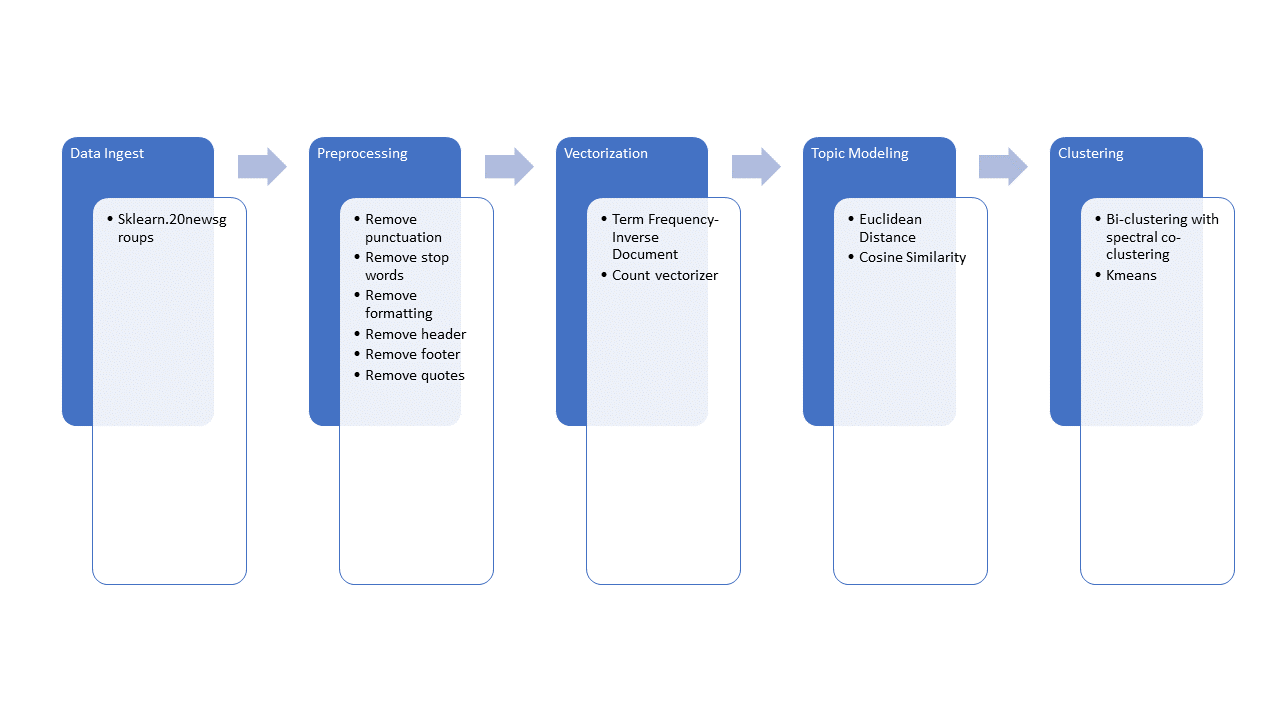 Data Ingest
• Sklearn.20newsg
roups
Preprocessing
• Remove
punctuation
• Remove stop
words
• Remove
formatting
• Remove header
• Remove footer
• Remove quotes
Vectorization
• Term Frequency-
Inverse
Document
• Count vectorizer
Topic Modeling
• Euclidean
Distance
• Cosine Similarity
Clustering
• Bi-clustering with
spectral co-
clustering
• Kmeans